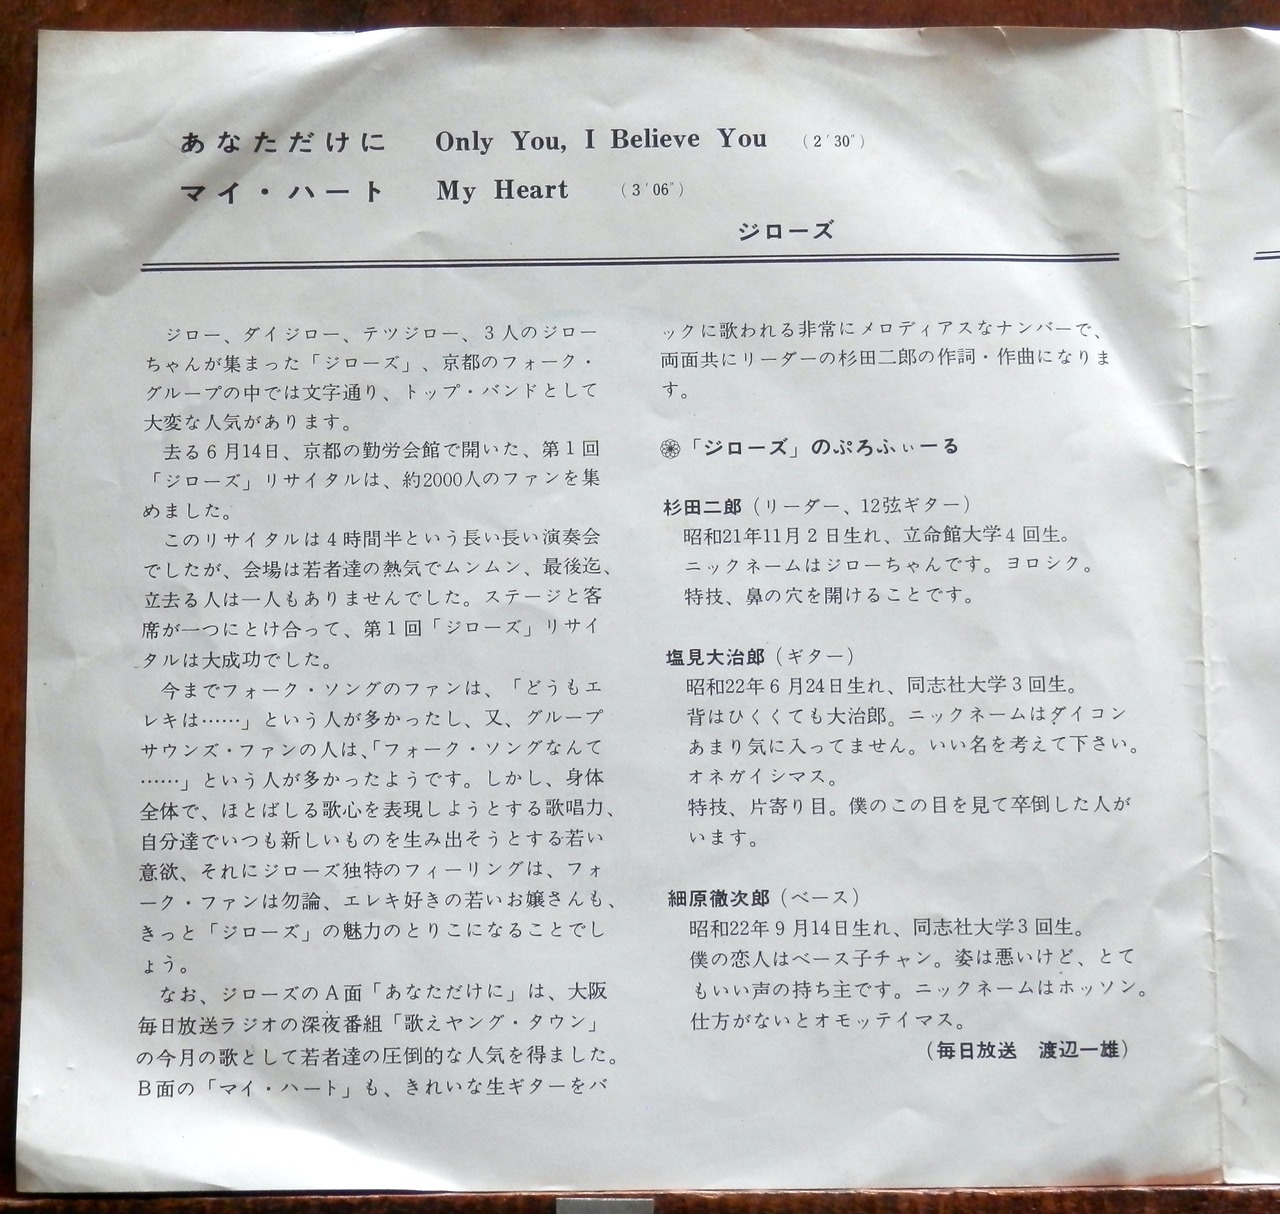 あなただけに Only You, I Believe You （2′30″）
マイ・ハート My Heart （3′06″）
ジローズ
ジロー、ダイジロー、テツジロー、3人のジロー
ちゃんが集まった「ジローズ」、京都のフォーク・
グループの中では文字通り、トップ・バンドとして
大変な人気があります。
去る6月14日、京都の勤労会館で開いた、第1回
「ジローズ」リサイタルは、約2000人のファンを集
めました。
このリサイタルは4時間半という長い長い演奏会
でしたが、会場は若者達の熱気でムンムン、最後迄、
立去る人は一人もありませんでした。ステージと客
席が一つにとけ合って、第1回「ジローズ」リサイ
タルは大成功でした。
今までフォーク・ソングのファンは、「どうもエ
レキは……」という人が多かったし、又、グループ
サウンズ・ファンの人は、「フォーク・ソングなんて
……」という人が多かったようです。しかし、身体
全体で、ほとばしる歌心を表現しようとする歌唱力、
自分達でいつも新しいものを生み出そうとする若い
意欲、それにジローズ独特のフィーリングは、フォ
ーク・ファンは勿論、エレキ好きの若いお嬢さんも、
きっと「ジローズ」の魅力のとりこになることでし
ょう。
なお、ジローズのA面「あなただけに」は、大阪
毎日放送ラジオの深夜番組「歌えヤング・タウン」
の今月の歌として若者達の圧倒的な人気を得ました。
B面の「マイ・ハート」も、きれいな生ギターをバ
ックに歌われる非常にメロディアスなナンバーで、
両面共にリーダーの杉田二郎の作詞・作曲になりま
す。
「ジローズ」のぷろふぃーる
杉田二郎（リーダー、12弦ギター）
昭和21年11月2日生れ、立命館大学4回生。
ニックネームはジローちゃんです。ヨロシク。
特技、鼻の穴を開けることです。
塩見大治郎（ギター）
昭和22年6月24日生れ、同志社大学3回生。
背はひくくても大治郎。ニックネームはダイコン
あまり気に入ってません。いい名を考えて下さい。
オネガイシマス。
特技、片寄り目。僕のこの目を見て卒倒した人が
います。
細原徹次郎（ベース）
昭和22年9月14日生れ、同志社大学3回生。
僕の恋人はベース子チャン。姿は悪いけど、とて
もいい声の持ち主です。ニックネームはホッソン。
仕方がないとオモッテイマス。
（毎日放送　渡辺一雄）